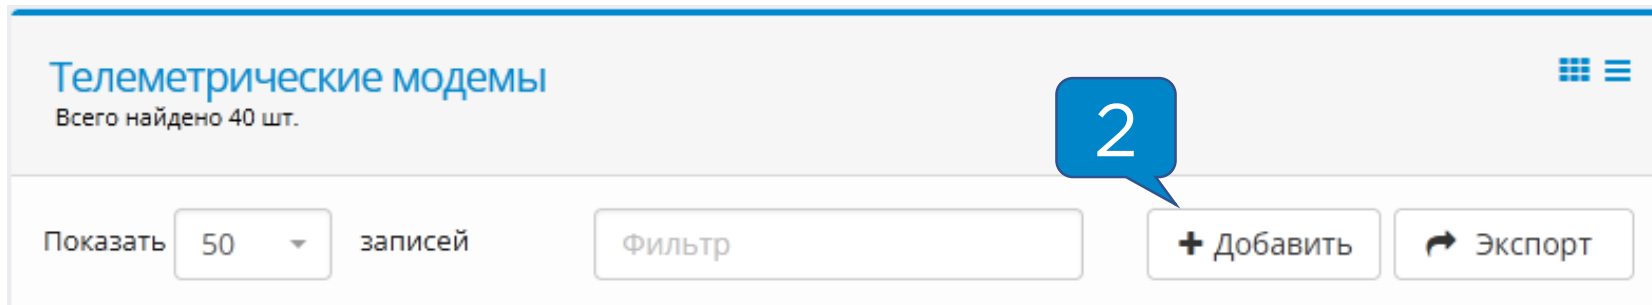 Телеметрические модемы
Всего найдено 40 шт.
2
Показать 50 записей Фильтр Добавить Экспорт